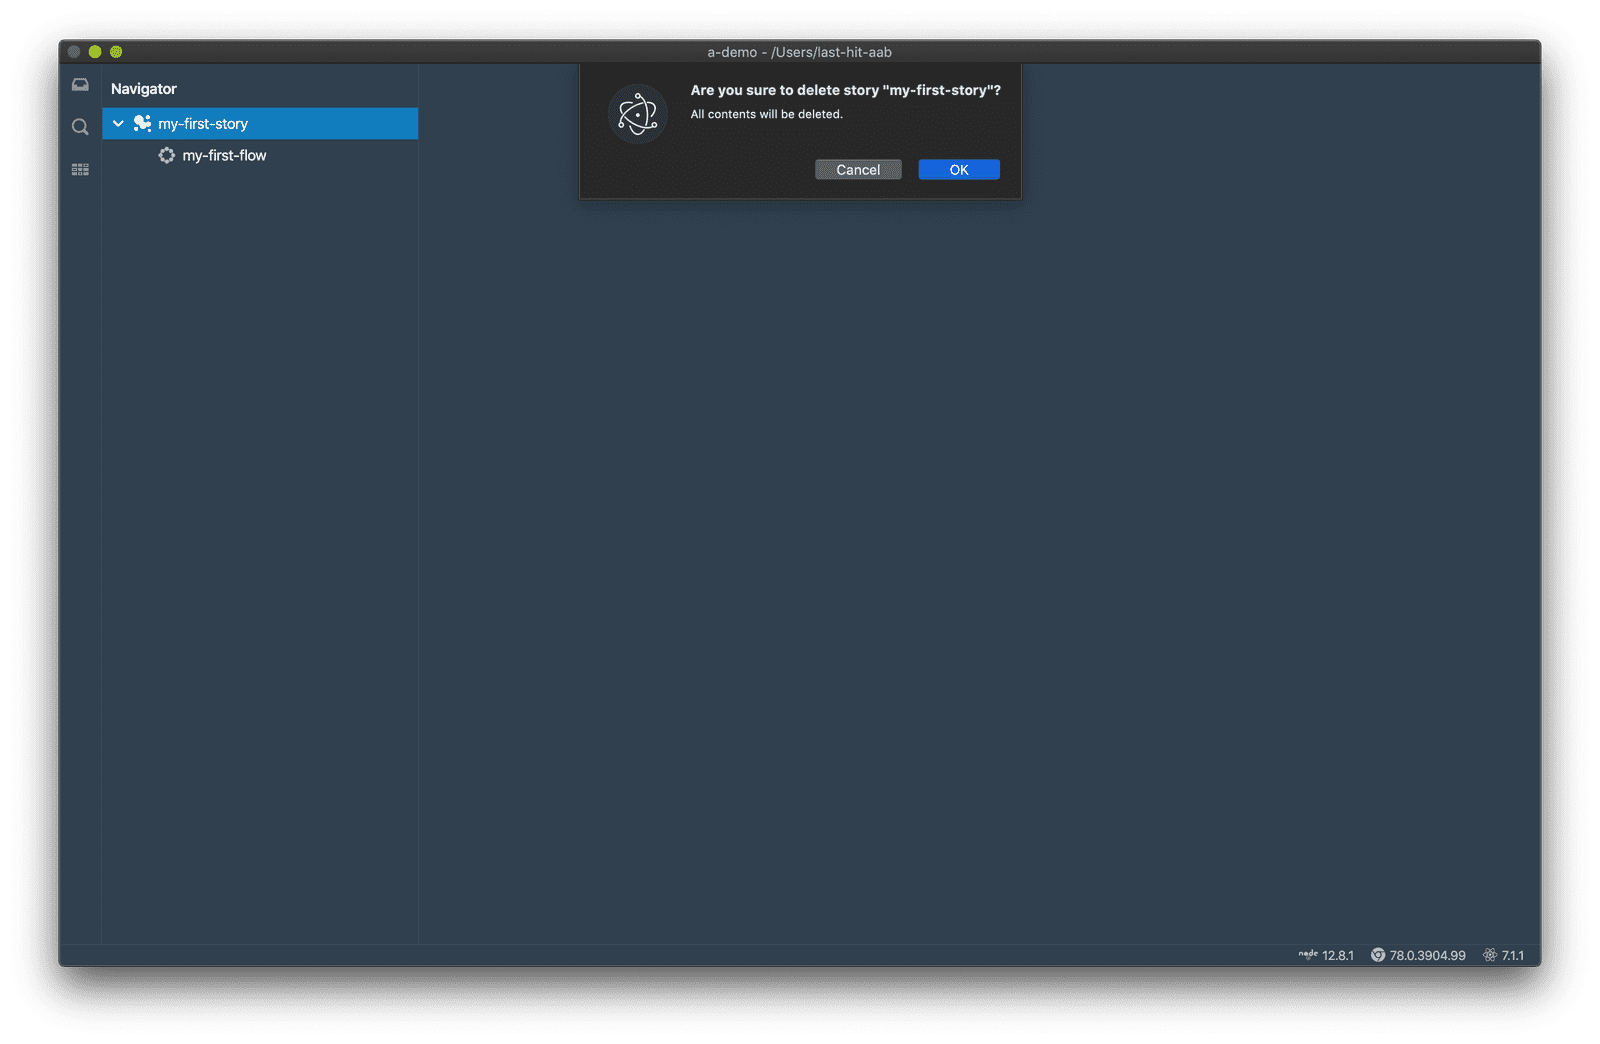 a-demo - /Users/last-hit-aab
Navigator
my-first-story
my-first-flow
Are you sure to delete story "my-first-story"?
All contents will be deleted.
Cancel
OK
node 12.8.1
78.0.3904.99
7.1.1